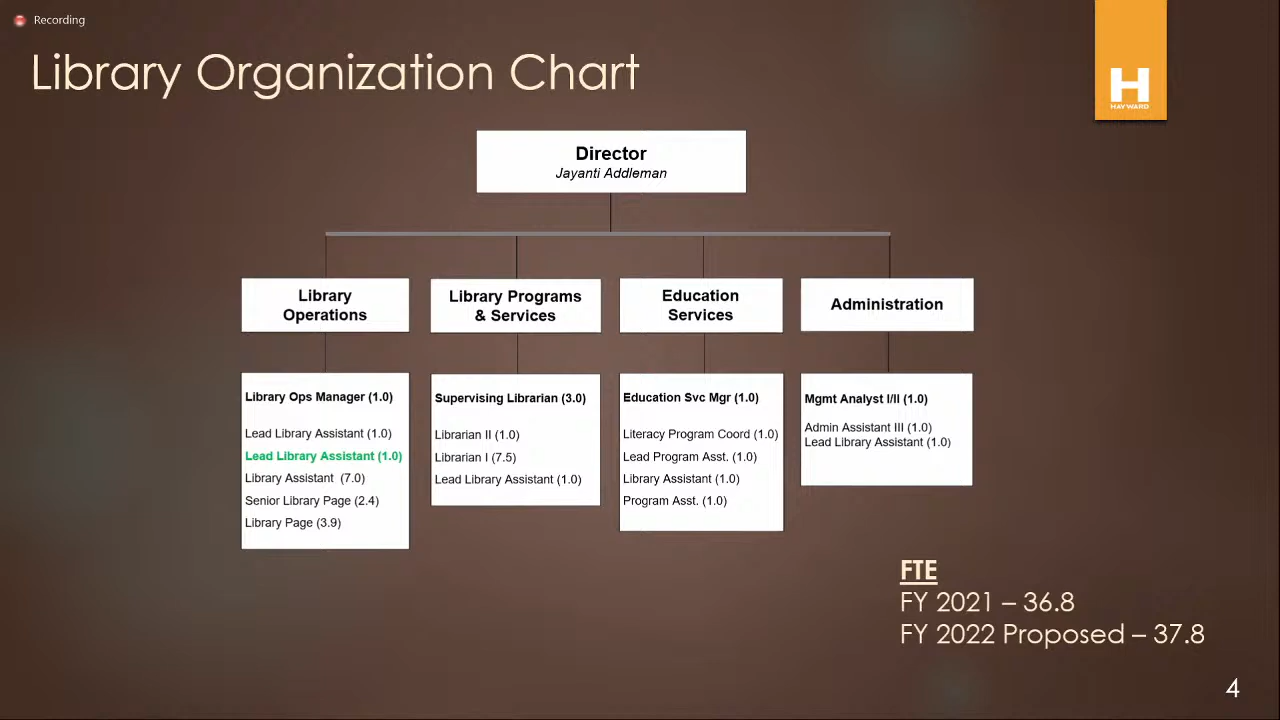 Recording
Library Organization Chart
H
HAYWARD
Director
Jayanti Addleman
Library
Operations
Library Programs
& Services
Education
Services
Administration
Library Ops Manager (1.0)
Lead Library Assistant (1.0)
Lead Library Assistant (1.0)
Library Assistant (7.0)
Senior Library Page (2.4)
Library Page (3.9)
Supervising Librarian (3.0)
Librarian II (1.0)
Librarian I (7.5)
Lead Library Assistant (1.0)
Education Svc Mgr (1.0)
Literacy Program Coord (1.0)
Lead Program Asst. (1.0)
Library Assistant (1.0)
Program Asst. (1.0)
Mgmt Analyst I/II (1.0)
Admin Assistant III (1.0)
Lead Library Assistant (1.0)
FTE
FY 2021 – 36.8
FY 2022 Proposed – 37.8
4